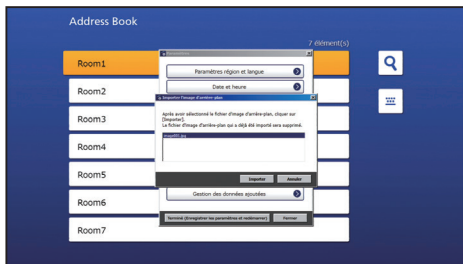 Address Book
7 élément(s)
Room1
Room2
Room3
Room4
Room5
Room6
Room7
Paramètres région et langue
Date et heure
Importer l'image d'arrière-plan
Après avoir sélectionné le fichier d'image d'arrière-plan, cliquer sur
[Importer].
Le fichier d'image d'arrière-plan qui a déjà été importé sera supprimé.
Importer
Annuler
Gestion des données ajoutées
Terminé (Enregistrer les paramètres et redémarrer)
Fermer